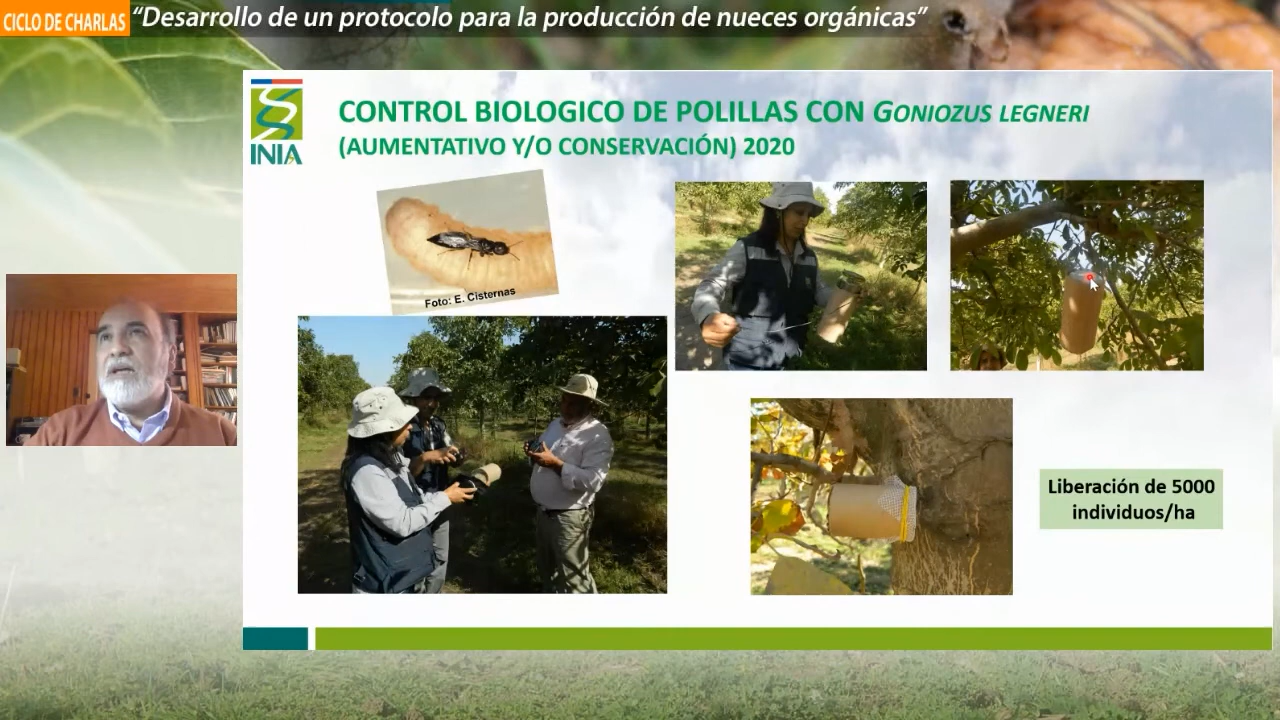 CICLO DE CHARLAS “Desarrollo de un protocolo para la producción de nueces orgánicas”
INIA
CONTROL BIOLOGICO DE POLILLAS CON GONIOZUS LEGNERI
(AUMENTATIVO Y/O CONSERVACIÓN) 2020
Foto: E. Cisternas
Liberación de 5000
individuos/ha